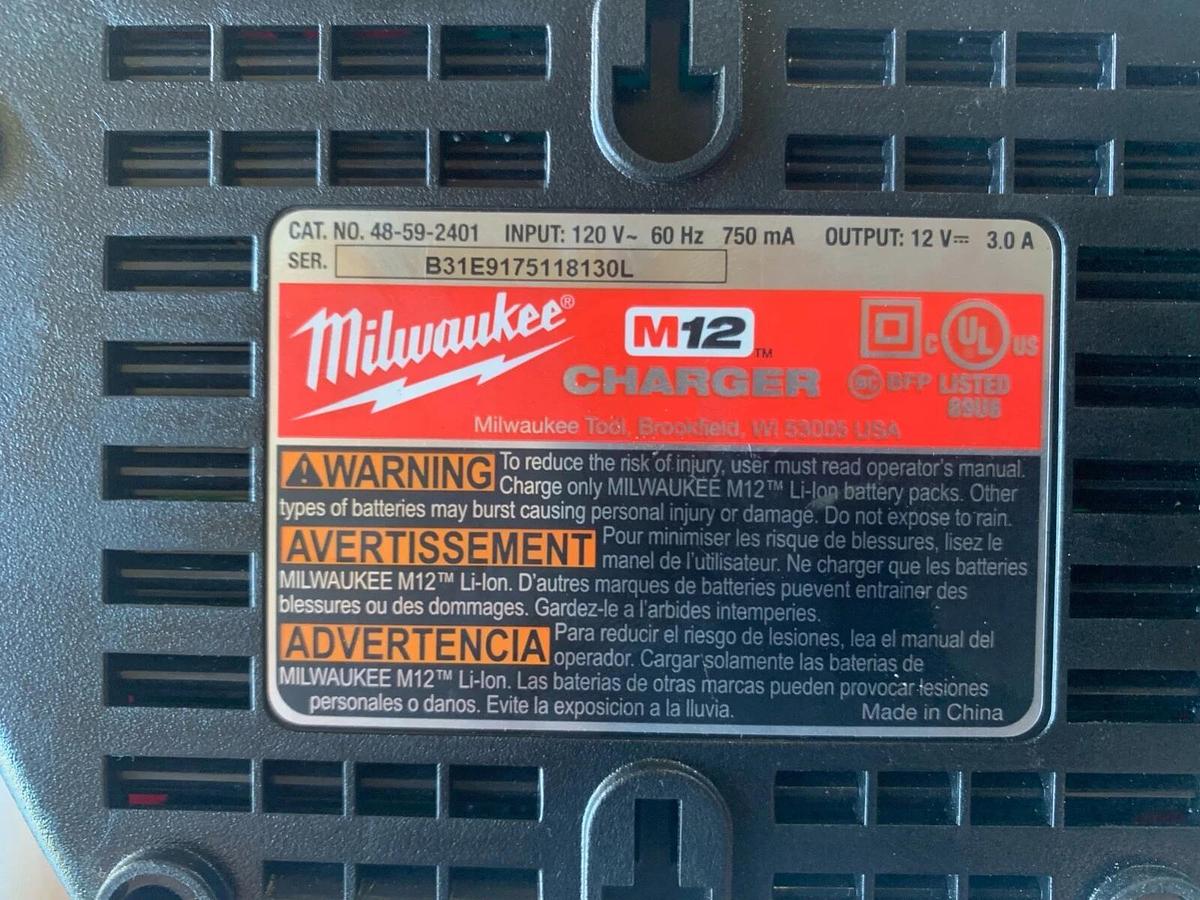 CAT. NO. 48-59-2401 INPUT: 120 V~ 60 Hz 750 mA OUTPUT: 12 V⎓ 3.0 A
SER. B31E9175118130L
Milwaukee®
M12™
CHARGER
C UL US
BC BFP LISTED
89U8
Milwaukee Tool, Brookfield, WI 53005 USA
⚠WARNING To reduce the risk of injury, user must read operator's manual.
Charge only MILWAUKEE M12™ Li-Ion battery packs. Other
types of batteries may burst causing personal injury or damage. Do not expose to rain.
AVERTISSEMENT Pour minimiser les risque de blessures, lisez le
manel de l'utilisateur. Ne charger que les batteries
MILWAUKEE M12™ Li-Ion. D'autres marques de batteries puevent entrainer des
blessures ou des dommages. Gardez-le a l'arbides intemperies.
ADVERTENCIA Para reducir el riesgo de lesiones, lea el manual del
operador. Cargar solamente las baterias de
MILWAUKEE M12™ Li-Ion. Las baterias de otras marcas pueden provocar lesiones
personales o danos. Evite la exposicion a la lluvia.
Made in China